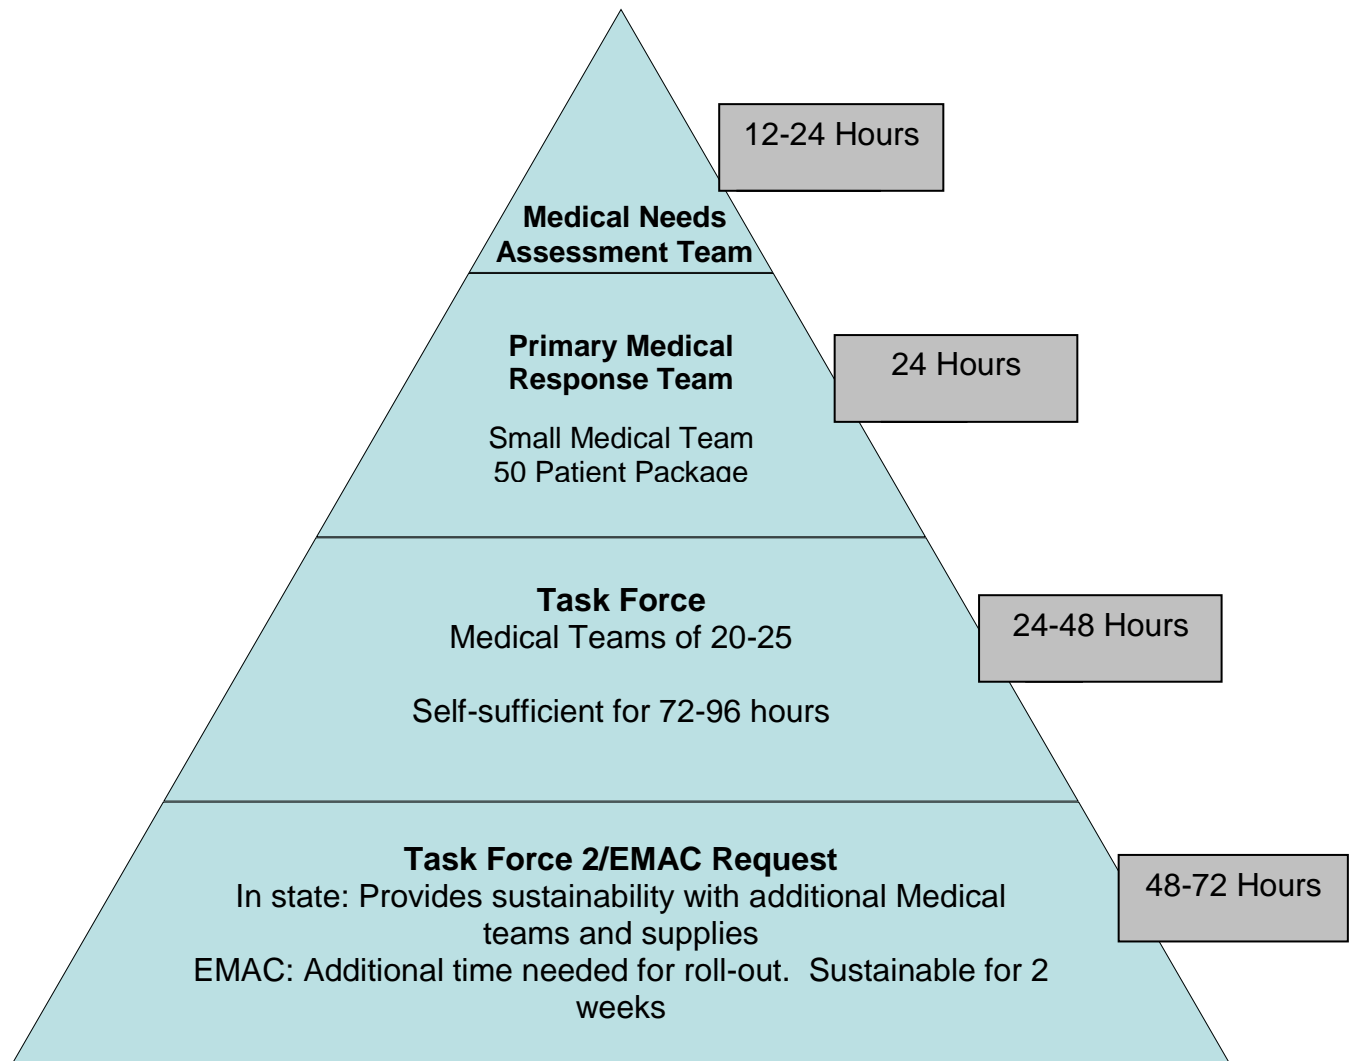 12-24 Hours
Medical Needs
Assessment Team
Primary Medical
Response Team
24 Hours
Small Medical Team
50 Patient Package
Task Force
Medical Teams of 20-25
24-48 Hours
Self-sufficient for 72-96 hours
Task Force 2/EMAC Request
In state: Provides sustainability with additional Medical
teams and supplies
48-72 Hours
EMAC: Additional time needed for roll-out.  Sustainable for 2
weeks